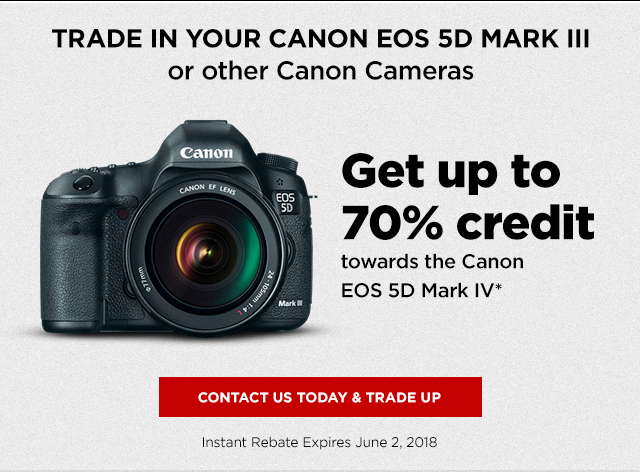 TRADE IN YOUR CANON EOS 5D MARK III
or other Canon Cameras
Canon
CANON EF LENS
EOS
5D
ø77mm
24-105mm 1:4 L
Mark III
Get up to
70% credit
towards the Canon
EOS 5D Mark IV*
CONTACT US TODAY & TRADE UP
Instant Rebate Expires June 2, 2018